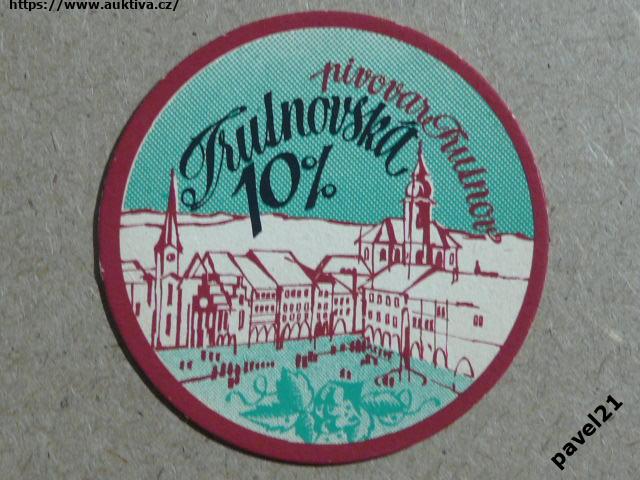 https://www.auktiva.cz/
pivovar Trutnov
Trutnovská
10%
pavel21